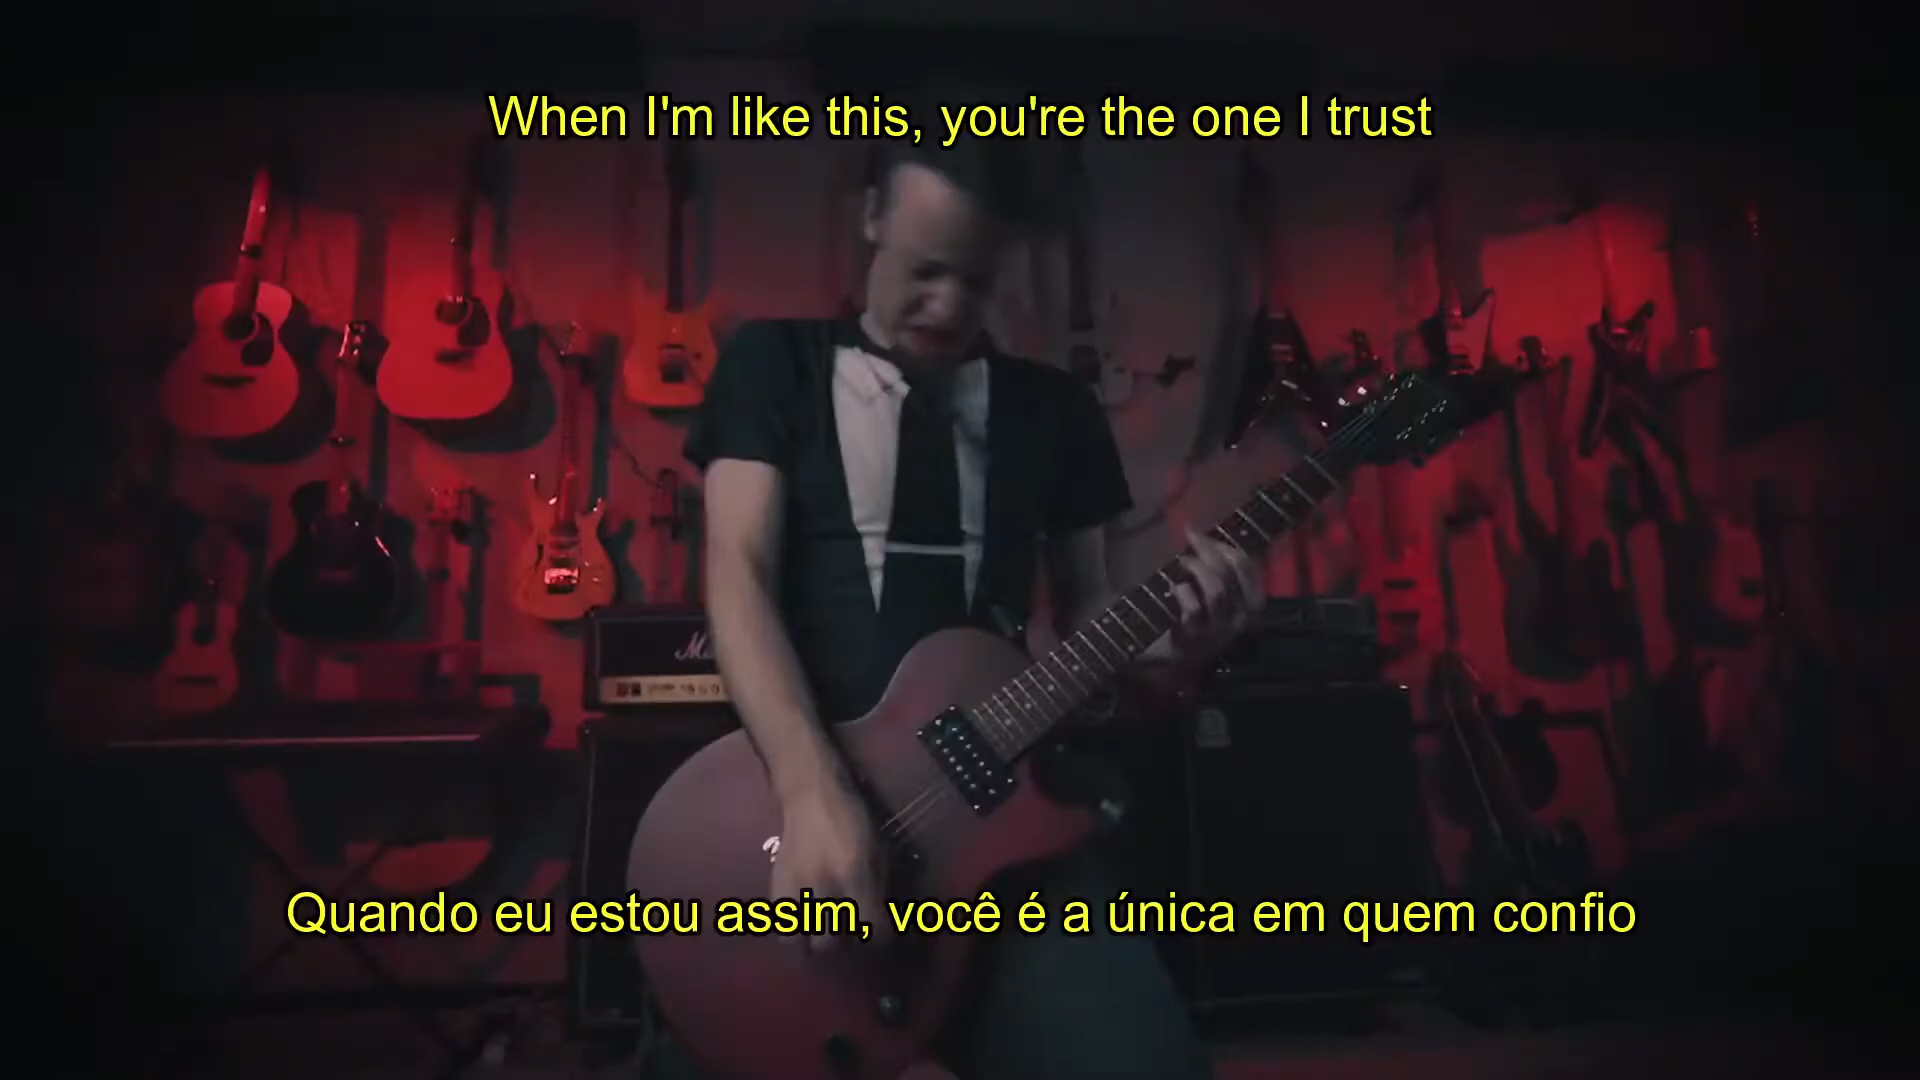 When I'm like this, you're the one I trust
Quando eu estou assim, você é a única em quem confio